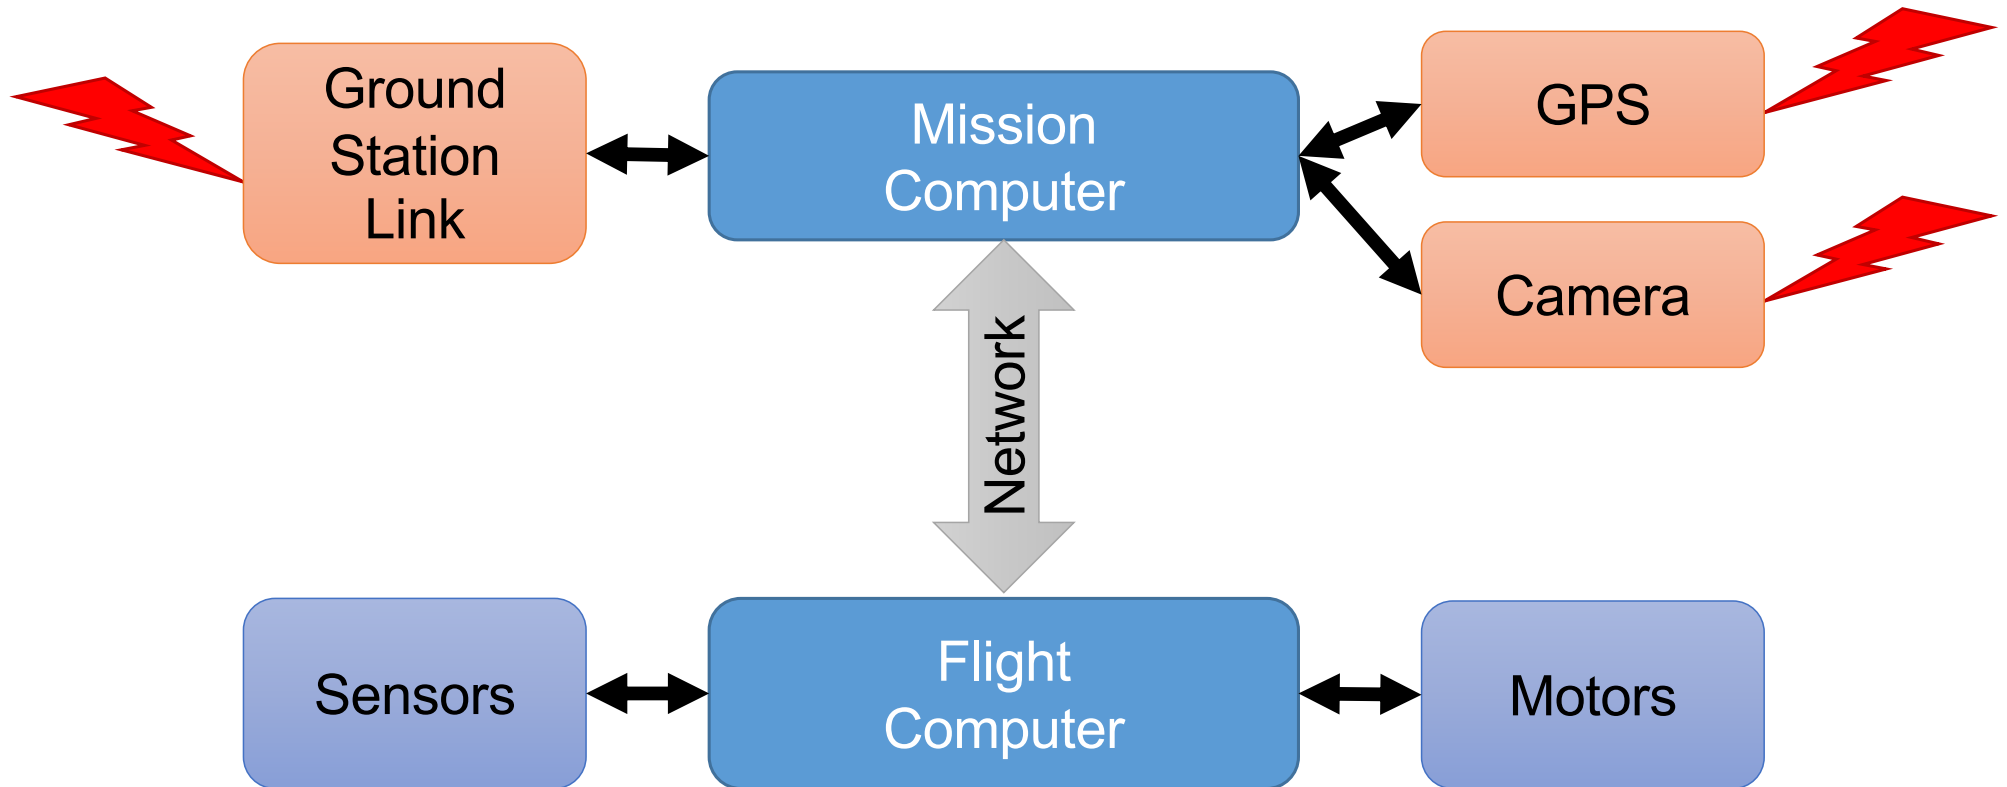 Ground
Station
Link
Mission
Computer
GPS
Camera
Network
Sensors
Flight
Computer
Motors